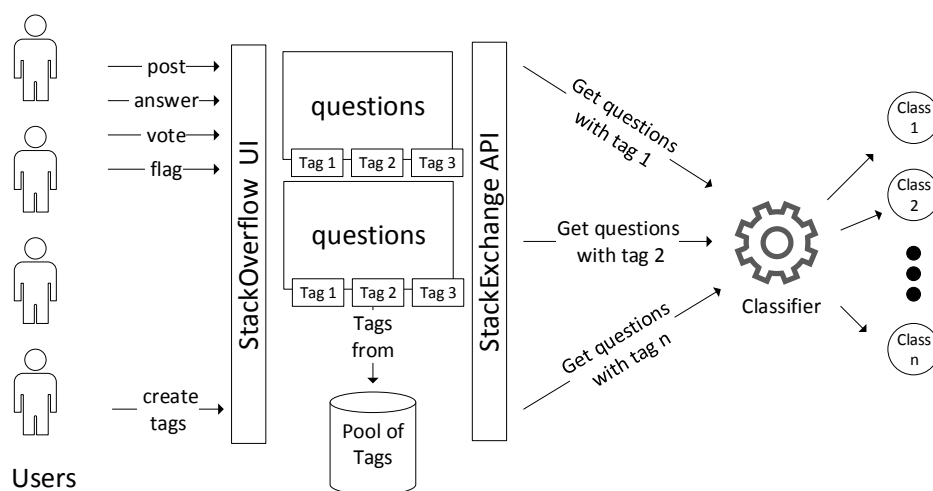 post
answer
vote
flag
create
tags
Users
StackOverflow UI
questions
Tag 1 Tag 2 Tag 3
questions
Tag 1 Tag 2 Tag 3
Tags
from
Pool of
Tags
StackExchange API
Get questions
with tag 1
Get questions
with tag 2
Get questions
with tag n
Classifier
Class
1
Class
2
Class
n